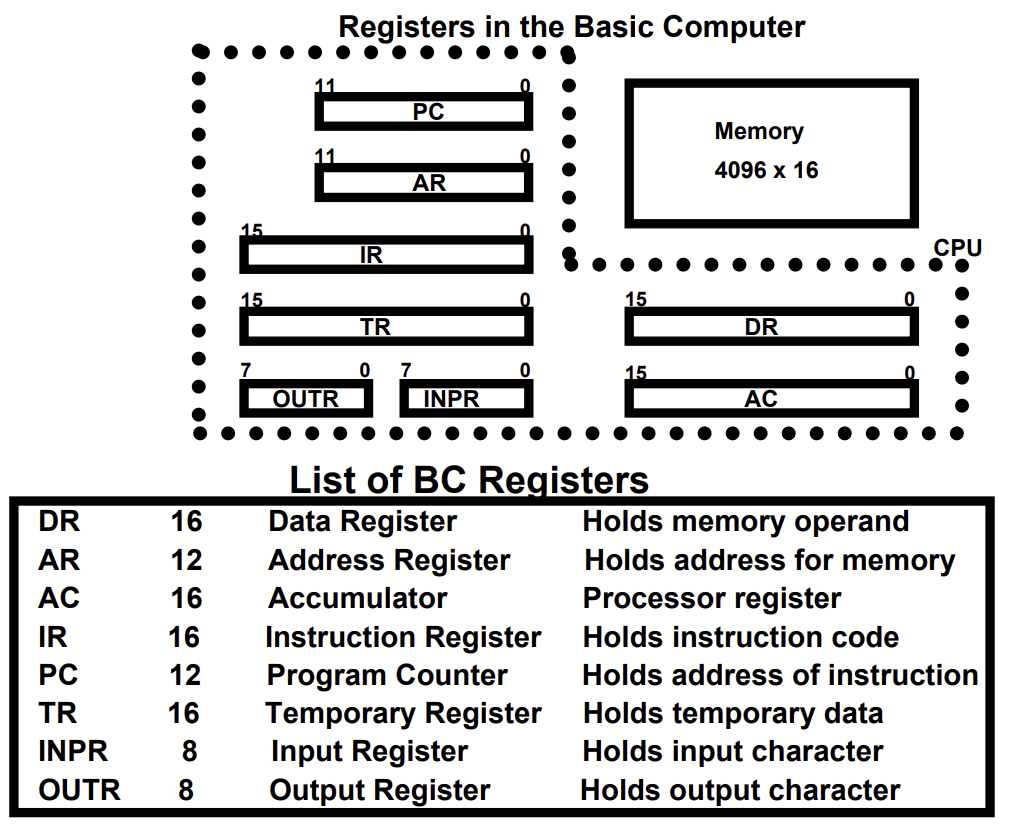 Registers in the Basic Computer
11 0
PC
11 0
AR
Memory
4096 x 16
15 0
IR
CPU
15 0
TR
15 0
DR
7 0
OUTR
7 0
INPR
15 0
AC
List of BC Registers
DR 16 Data Register Holds memory operand
AR 12 Address Register Holds address for memory
AC 16 Accumulator Processor register
IR 16 Instruction Register Holds instruction code
PC 12 Program Counter Holds address of instruction
TR 16 Temporary Register Holds temporary data
INPR 8 Input Register Holds input character
OUTR 8 Output Register Holds output character